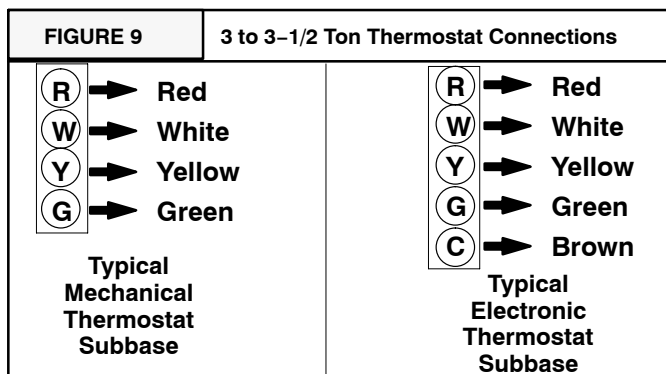 FIGURE 9
3 to 3–1/2 Ton Thermostat Connections
R Red
W White
Y Yellow
G Green
Typical
Mechanical
Thermostat
Subbase
R Red
W White
Y Yellow
G Green
C Brown
Typical
Electronic
Thermostat
Subbase